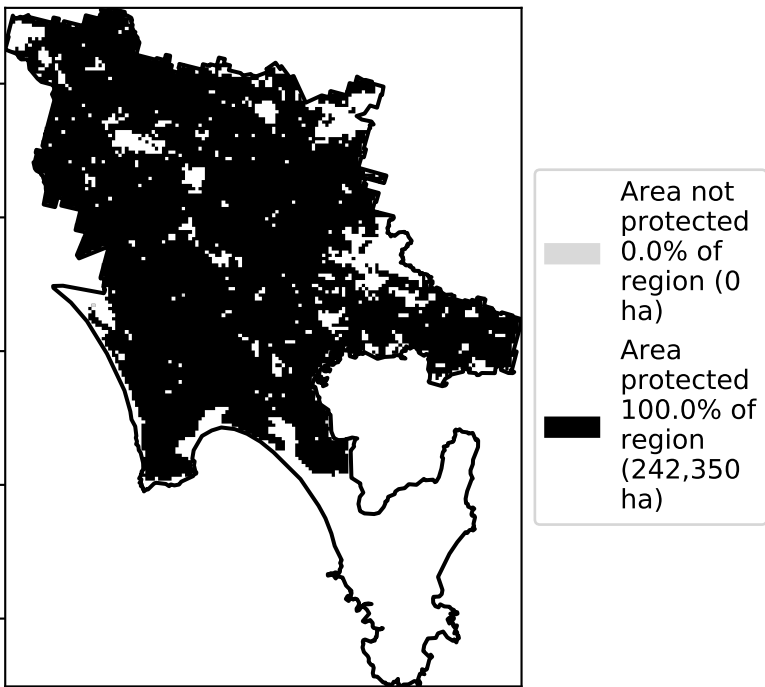 Area not
protected
0.0% of
region (0
ha)
Area
protected
100.0% of
region
(242,350
ha)